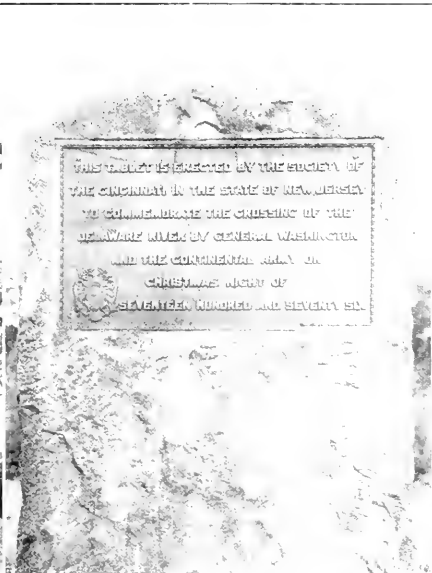 THIS TABLET IS ERECTED BY THE SOCIETY OF
THE CINCINNATI IN THE STATE OF NEW JERSEY
TO COMMEMORATE THE CROSSING OF THE
DELAWARE RIVER BY GENERAL WASHINGTON
AND THE CONTINENTAL ARMY ON
CHRISTMAS NIGHT OF
SEVENTEEN HUNDRED AND SEVENTY SIX.